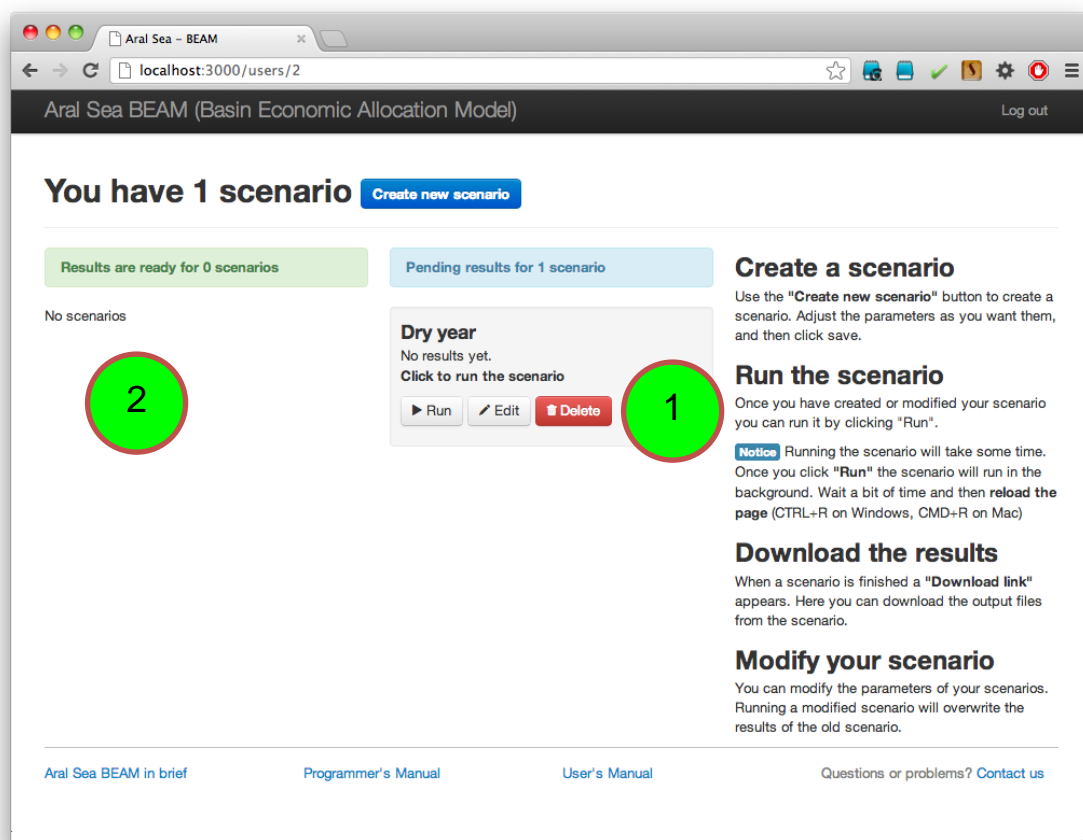 Aral Sea – BEAM
localhost:3000/users/2
Aral Sea BEAM (Basin Economic Allocation Model)
Log out
You have 1 scenario
Create new scenario
Results are ready for 0 scenarios
No scenarios
2
Pending results for 1 scenario
Dry year
No results yet.
Click to run the scenario
Run
Edit
Delete
1
Create a scenario
Use the "Create new scenario" button to create a
scenario. Adjust the parameters as you want them,
and then click save.
Run the scenario
Once you have created or modified your scenario
you can run it by clicking "Run".
Notice Running the scenario will take some time.
Once you click "Run" the scenario will run in the
background. Wait a bit of time and then reload the
page (CTRL+R on Windows, CMD+R on Mac)
Download the results
When a scenario is finished a "Download link"
appears. Here you can download the output files
from the scenario.
Modify your scenario
You can modify the parameters of your scenarios.
Running a modified scenario will overwrite the
results of the old scenario.
Aral Sea BEAM in brief
Programmer's Manual
User's Manual
Questions or problems? Contact us